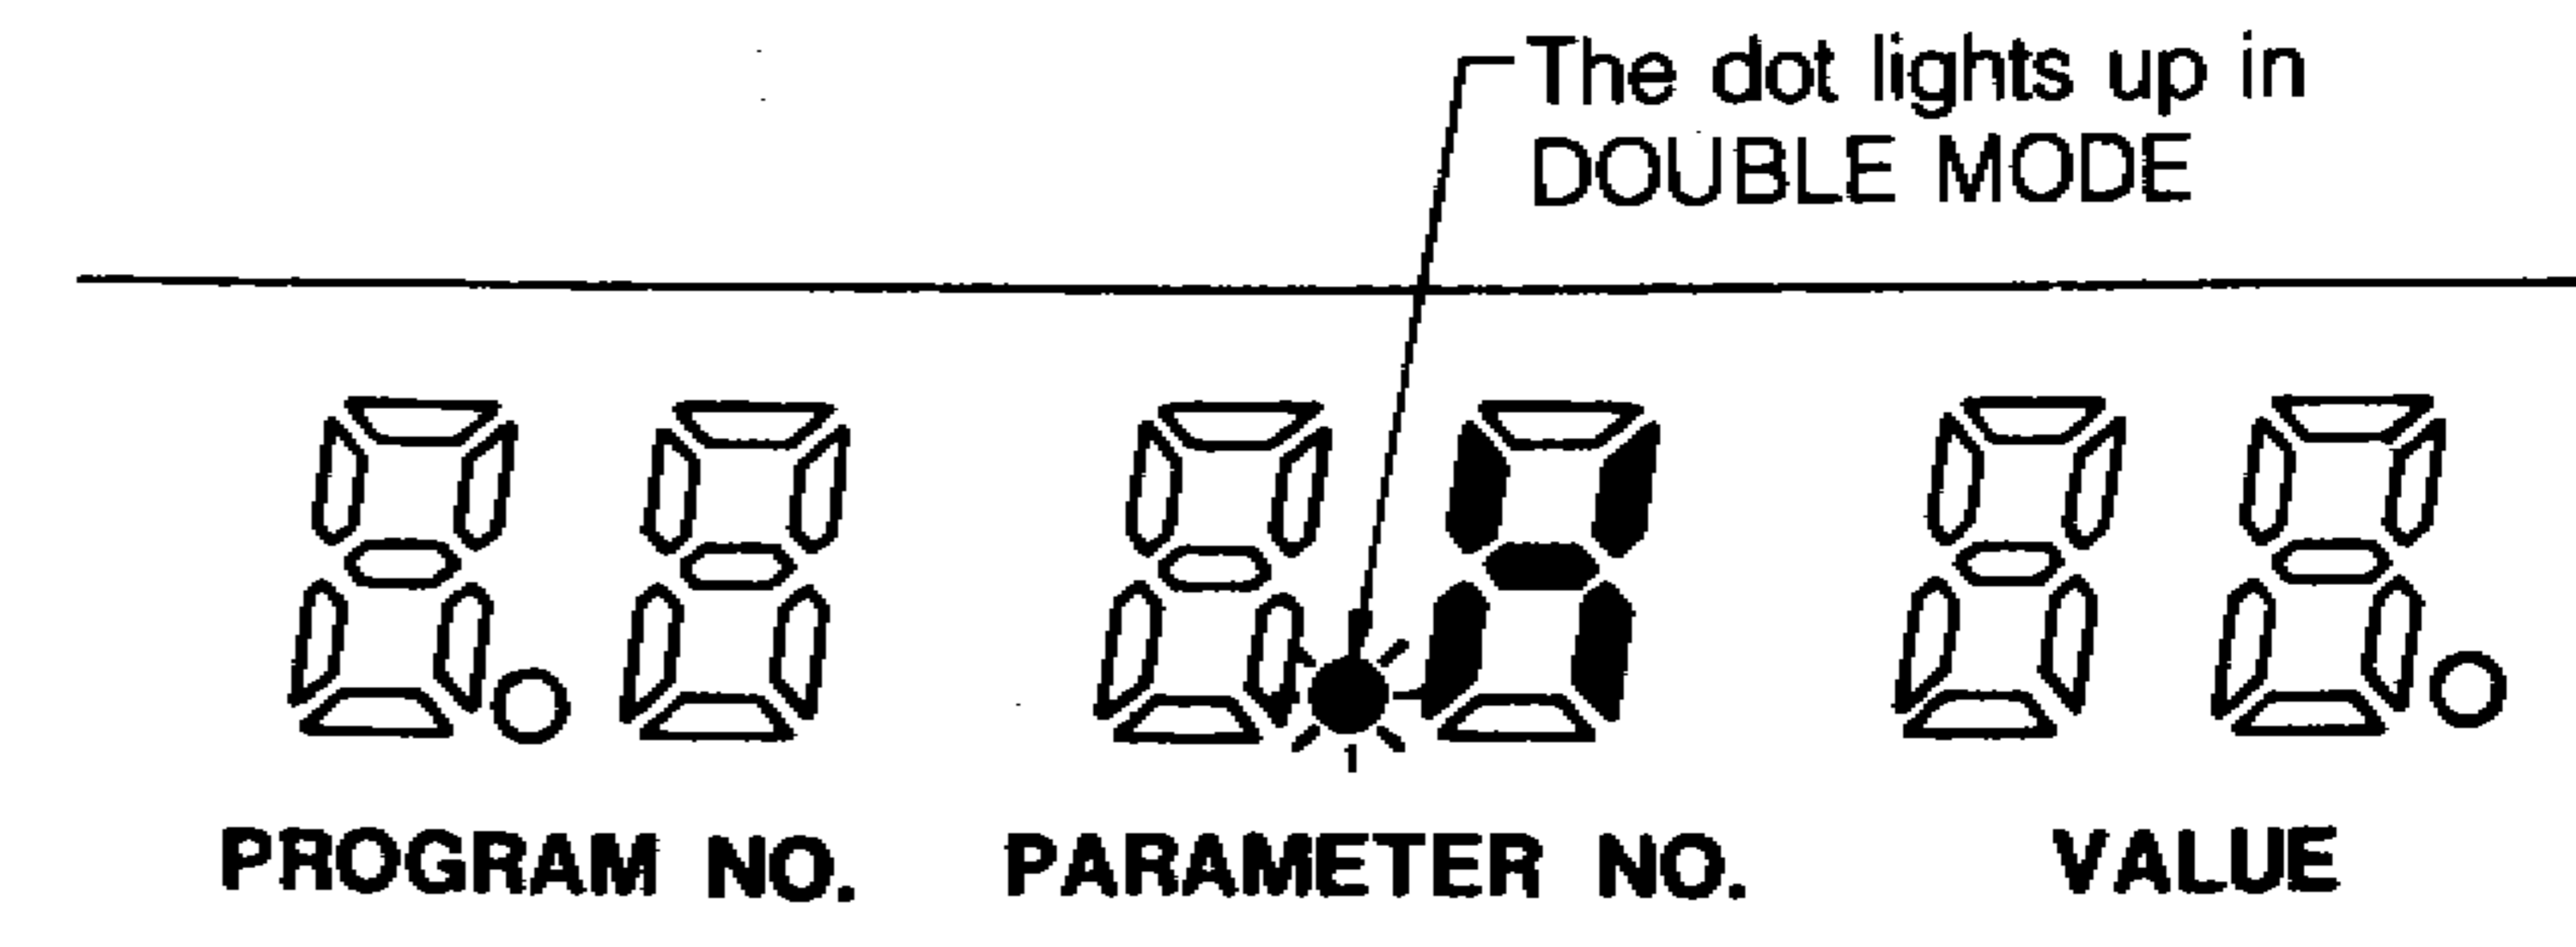 The dot lights up in
DOUBLE MODE
H
PROGRAM NO. PARAMETER NO. VALUE